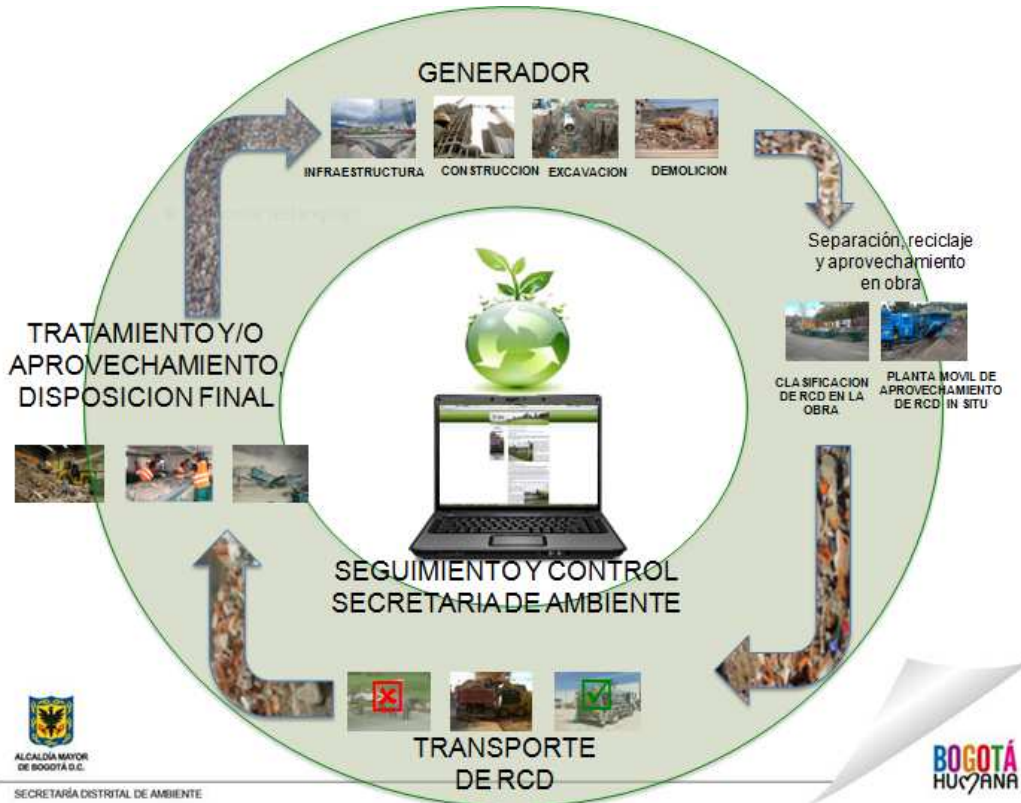 GENERADOR
INFRAESTRUCTURA
CONSTRUCCION
EXCAVACION
DEMOLICION
Separación, reciclaje
y aprovechamiento
en obra
CLASIFICACION
DE RCD EN LA
OBRA
PLANTA MOVIL DE
APROVECHAMIENTO
DE RCD IN SITU
TRATAMIENTO Y/O
APROVECHAMIENTO,
DISPOSICION FINAL
SEGUIMIENTO Y CONTROL
SECRETARIA DE AMBIENTE
TRANSPORTE
DE RCD
ALCALDÍA MAYOR
DE BOGOTÁ D.C.
SECRETARÍA DISTRITAL DE AMBIENTE
BOGOTÁ
HUMANA